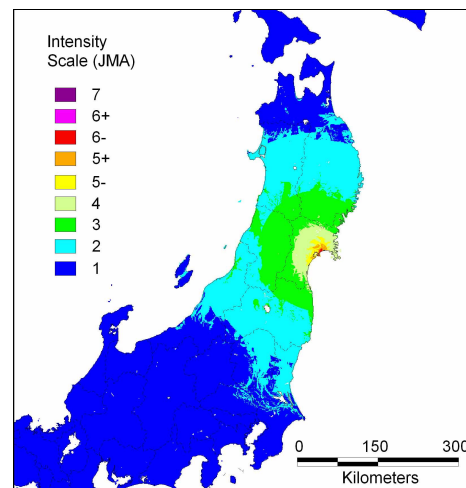 Intensity
Scale (JMA)
7
6+
6-
5+
5-
4
3
2
1
0 150 300
Kilometers